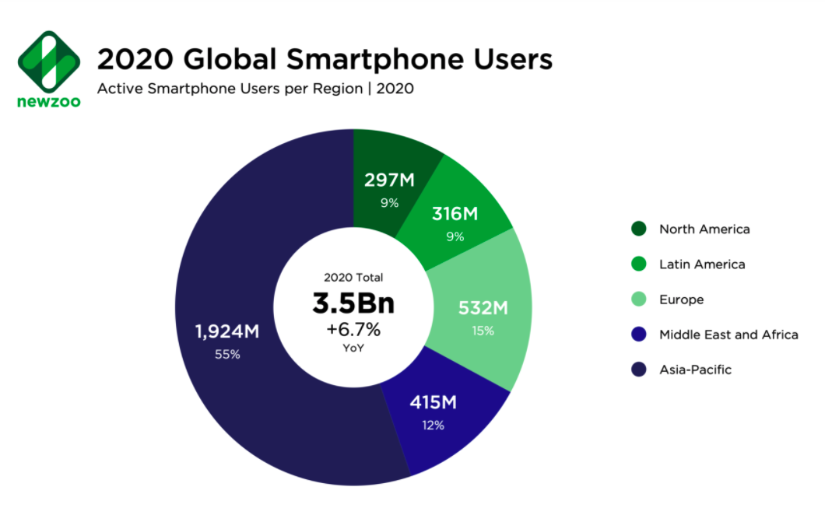 2020 Global Smartphone Users
Active Smartphone Users per Region | 2020
newzoo
297M
9%
316M
9%
532M
15%
415M
12%
1,924M
55%
2020 Total
3.5Bn
+6.7%
YoY
North America
Latin America
Europe
Middle East and Africa
Asia-Pacific